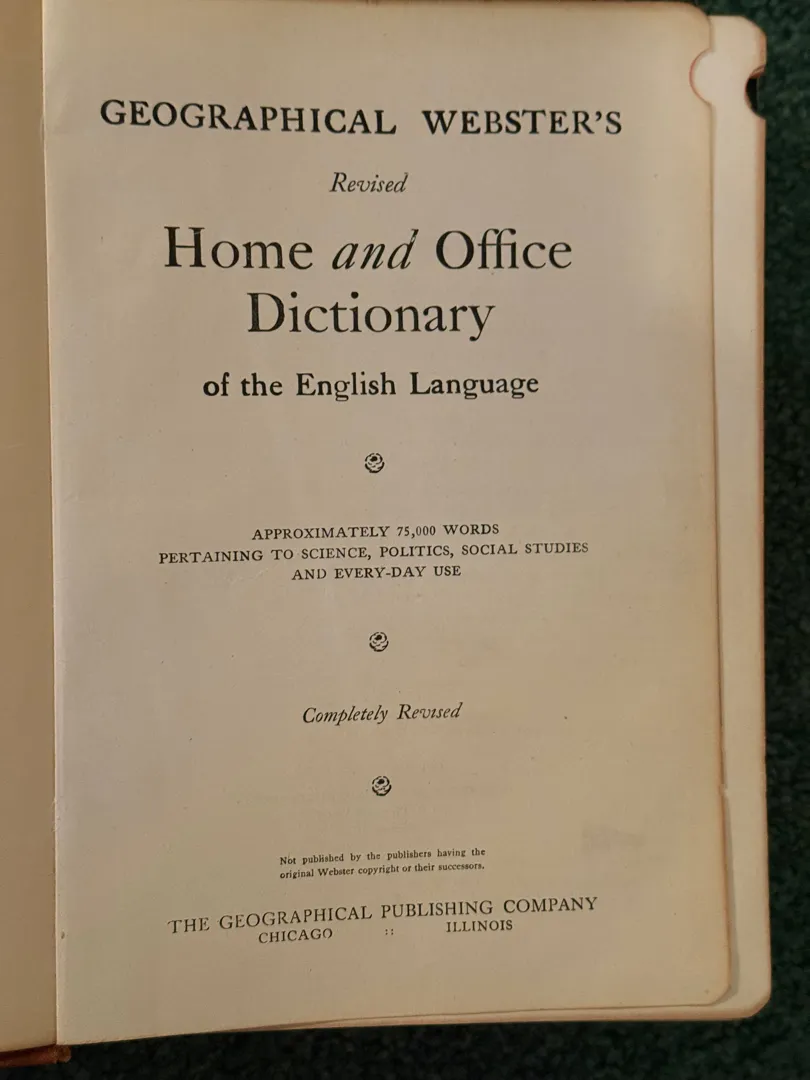 GEOGRAPHICAL WEBSTER'S
Revised
Home and Office
Dictionary
of the English Language
APPROXIMATELY 75,000 WORDS
PERTAINING TO SCIENCE, POLITICS, SOCIAL STUDIES
AND EVERY-DAY USE
Completely Revised
Not published by the publishers having the
original Webster copyright or their successors.
THE GEOGRAPHICAL PUBLISHING COMPANY
CHICAGO :: ILLINOIS